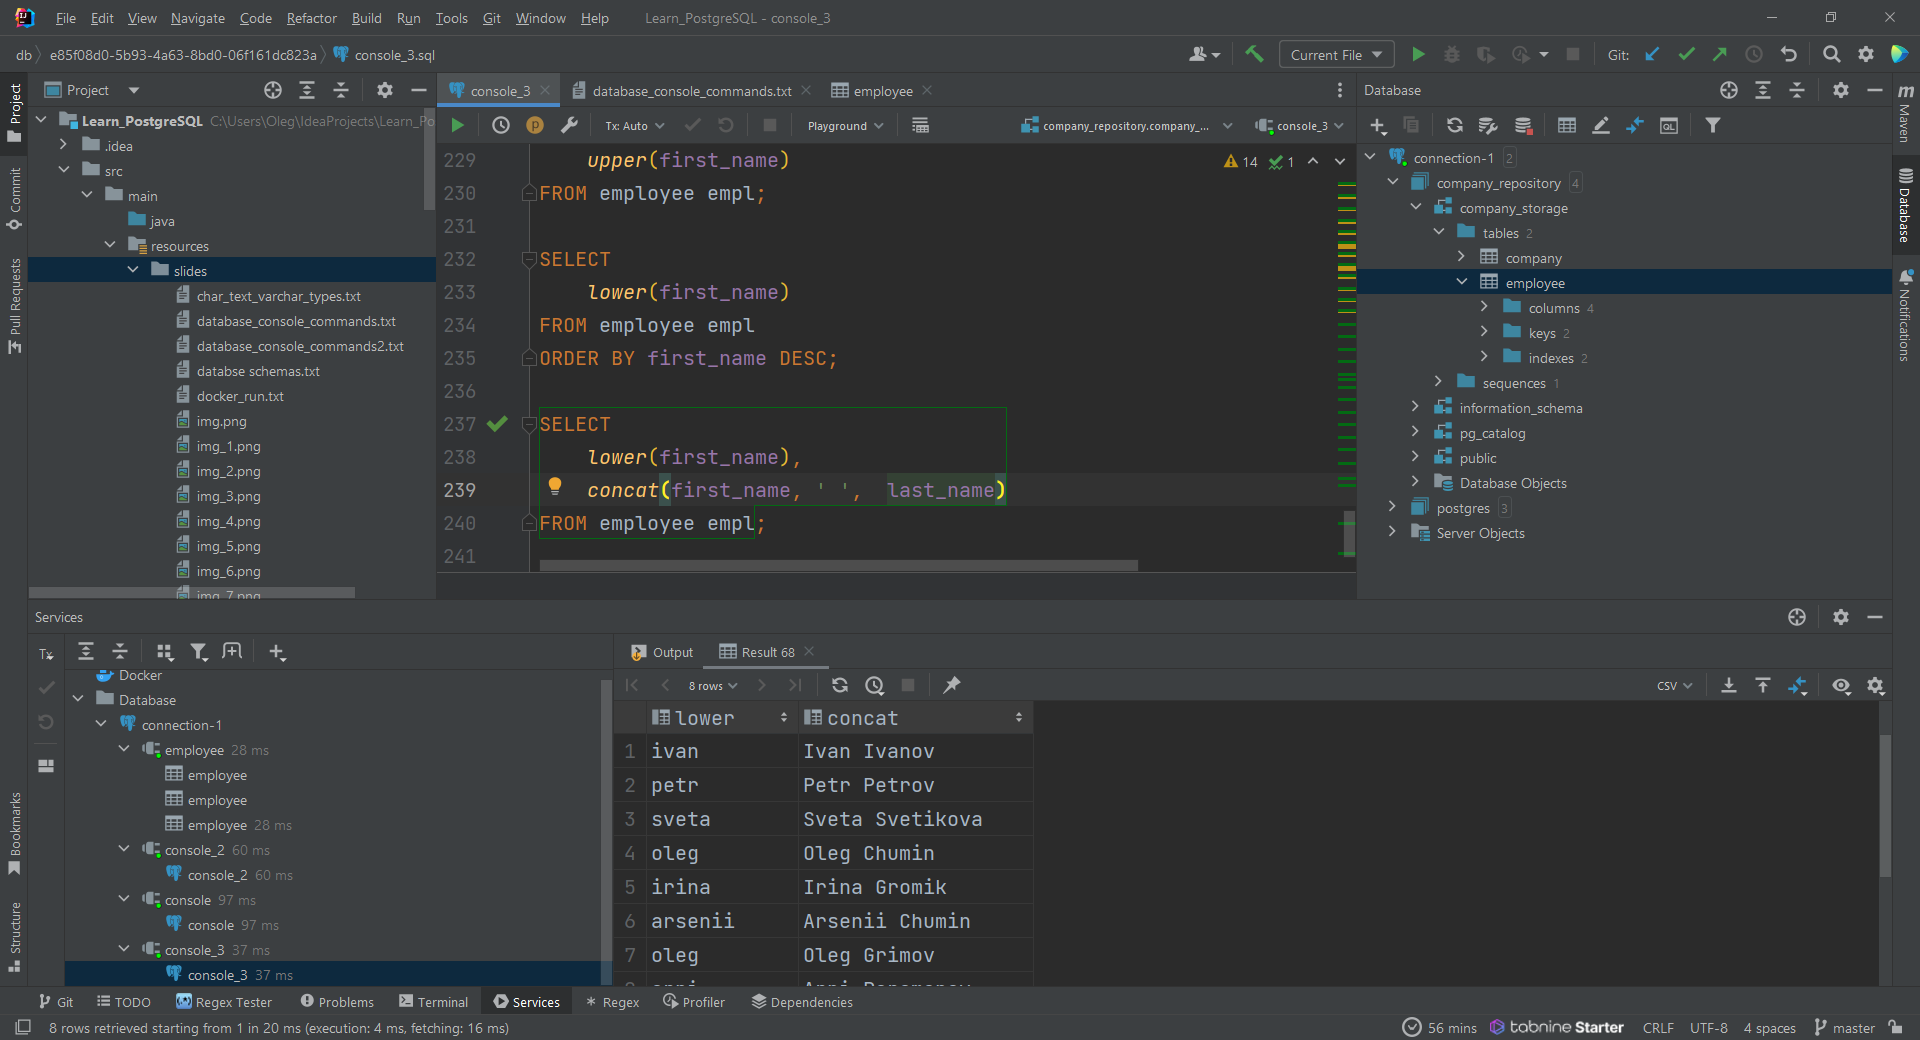 File Edit View Navigate Code Refactor Build Run Tools Git Window Help Learn_PostgreSQL - console_3
db e85f08d0-5b93-4a63-8bd0-06f161dc823a console_3.sql
Current File
Git:
Project
console_3
database_console_commands.txt
employee
Database
Learn_PostgreSQL C:\Users\Oleg\IdeaProjects\Learn_Po
.idea
src
main
java
resources
slides
char_text_varchar_types.txt
database_console_commands.txt
database_console_commands2.txt
databse schemas.txt
docker_run.txt
img.png
img_1.png
img_2.png
img_3.png
img_4.png
img_5.png
img_6.png
img_7.png
Project
Commit
Pull Requests
Bookmarks
Structure
Tx: Auto
Playground
company_repository.company_...
console_3
14 1
229 upper(first_name)
230 FROM employee empl;
231
232 SELECT
233 lower(first_name)
234 FROM employee empl
235 ORDER BY first_name DESC;
236
237 SELECT
238 lower(first_name),
239 concat(first_name, ' ', last_name)
240 FROM employee empl;
241
connection-1 2
company_repository 4
company_storage
tables 2
company
employee
columns 4
keys 2
indexes 2
sequences 1
information_schema
pg_catalog
public
Database Objects
postgres 3
Server Objects
m
Maven
Database
Notifications
Services
Tx
Docker
Database
connection-1
employee 28 ms
employee
employee
employee 28 ms
console_2 60 ms
console_2 60 ms
console 97 ms
console 97 ms
console_3 37 ms
console_3 37 ms
Output
Result 68
8 rows
CSV
lower concat
1 ivan Ivan Ivanov
2 petr Petr Petrov
3 sveta Sveta Svetikova
4 oleg Oleg Chumin
5 irina Irina Gromik
6 arsenii Arsenii Chumin
7 oleg Oleg Grimov
Git TODO Regex Tester Problems Terminal Services Regex Profiler Dependencies
8 rows retrieved starting from 1 in 20 ms (execution: 4 ms, fetching: 16 ms)
56 mins tabnine Starter CRLF UTF-8 4 spaces master